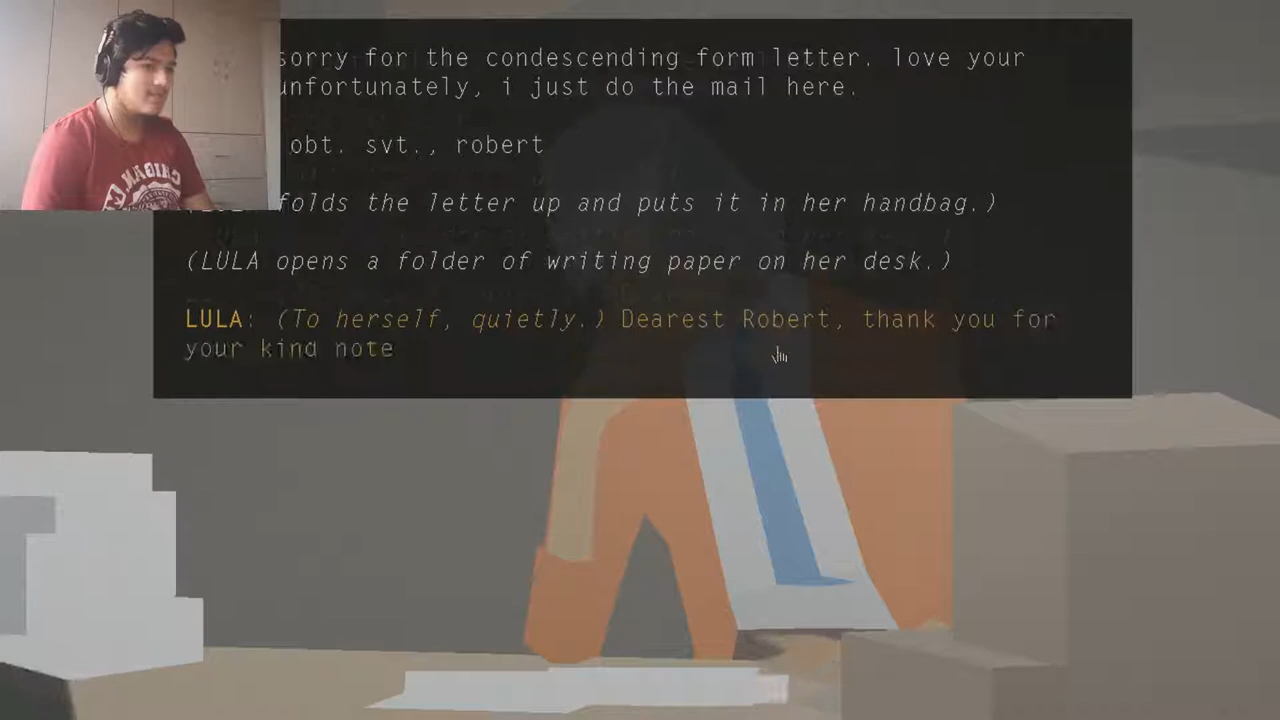 sorry for the condescending form letter. love your
unfortunately, i just do the mail here.
obt. svt., robert
folds the letter up and puts it in her handbag.)
(LULA opens a folder of writing paper on her desk.)
LULA: (To herself, quietly.) Dearest Robert, thank you for
your kind note